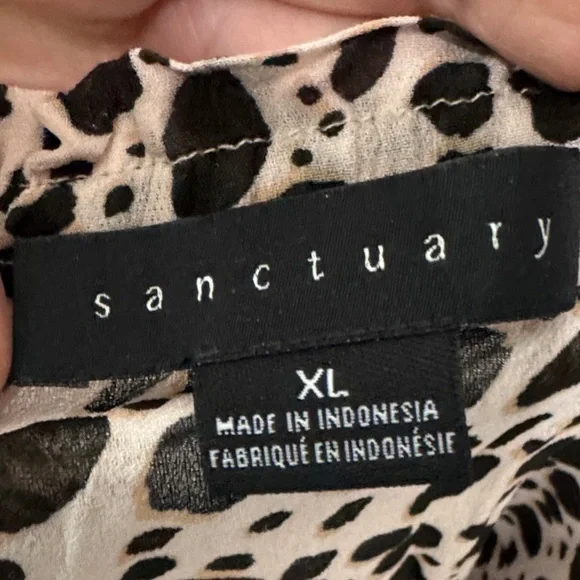 sanctuary
XL
MADE IN INDONESIA
FABRIQUÉ EN INDONÉSIE